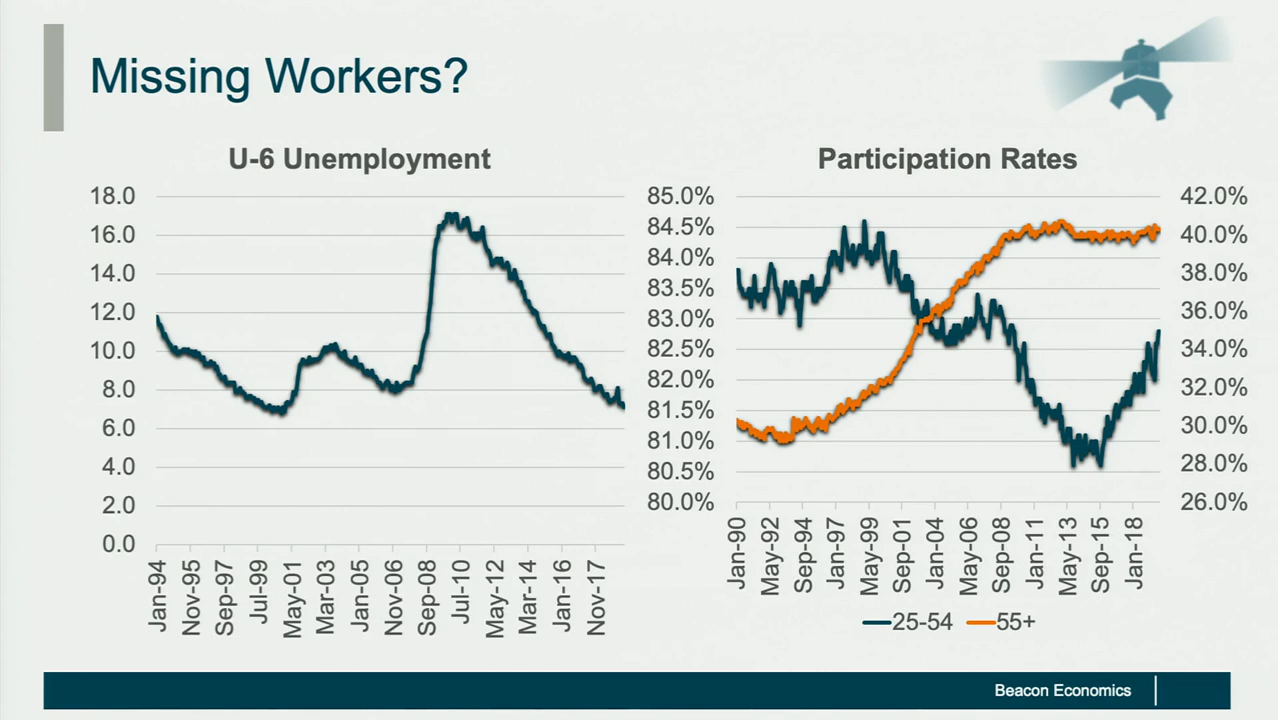 Missing Workers?
U-6 Unemployment
18.0
16.0
14.0
12.0
10.0
8.0
6.0
4.0
2.0
0.0
Jan-94
Nov-95
Sep-97
Jul-99
May-01
Mar-03
Jan-05
Nov-06
Sep-08
Jul-10
May-12
Mar-14
Jan-16
Nov-17
Participation Rates
85.0%
84.5%
84.0%
83.5%
83.0%
82.5%
82.0%
81.5%
81.0%
80.5%
80.0%
42.0%
40.0%
38.0%
36.0%
34.0%
32.0%
30.0%
28.0%
26.0%
Jan-90
May-92
Sep-94
Jan-97
May-99
Sep-01
Jan-04
May-06
Sep-08
Jan-11
May-13
Sep-15
Jan-18
25-54 55+
Beacon Economics